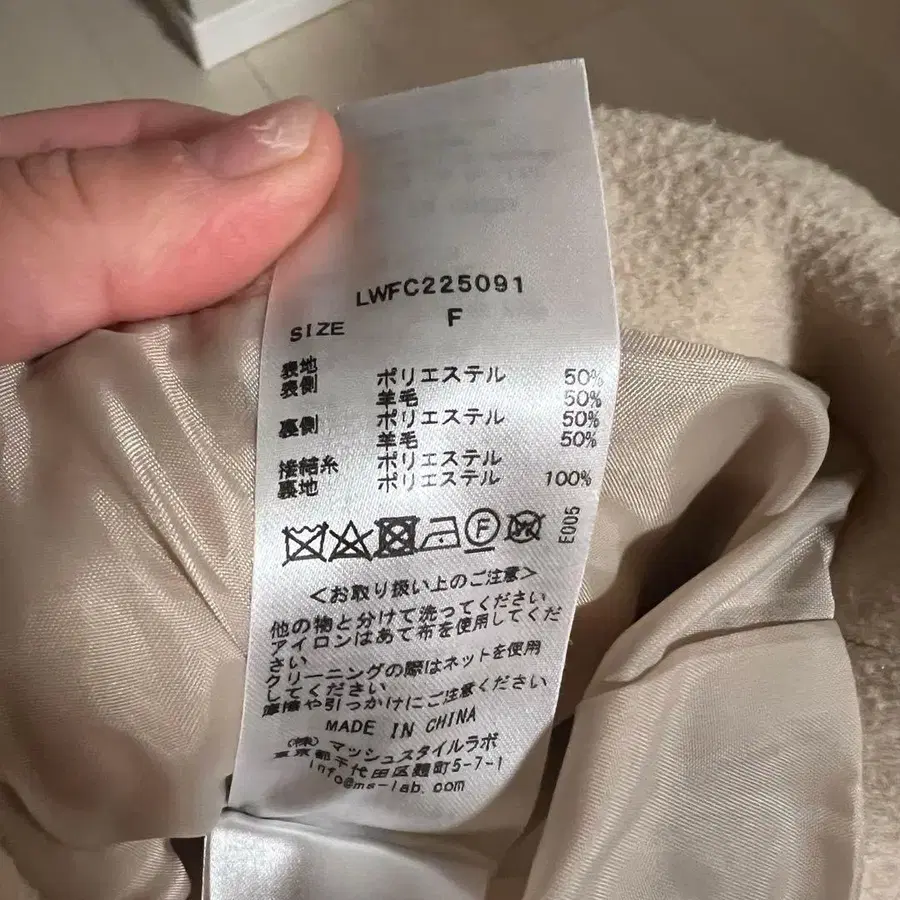 LWFC225091
SIZE F
表地
表側 ポリエステル 50%
羊毛 50%
裏側 ポリエステル 50%
羊毛 50%
接結糸 ポリエステル
裏地 ポリエステル 100%
F
W
E005
<お取り扱い上のご注意>
他の物と分けて洗ってください
アイロンはあて布を使用してくだ
さい
クリーニングの際はネットを使用
してください
摩擦や引っかけにご注意ください
MADE IN CHINA
(株) マッシュスタイルラボ
東京都千代田区麹町5-7-1
info@ms-lab.com